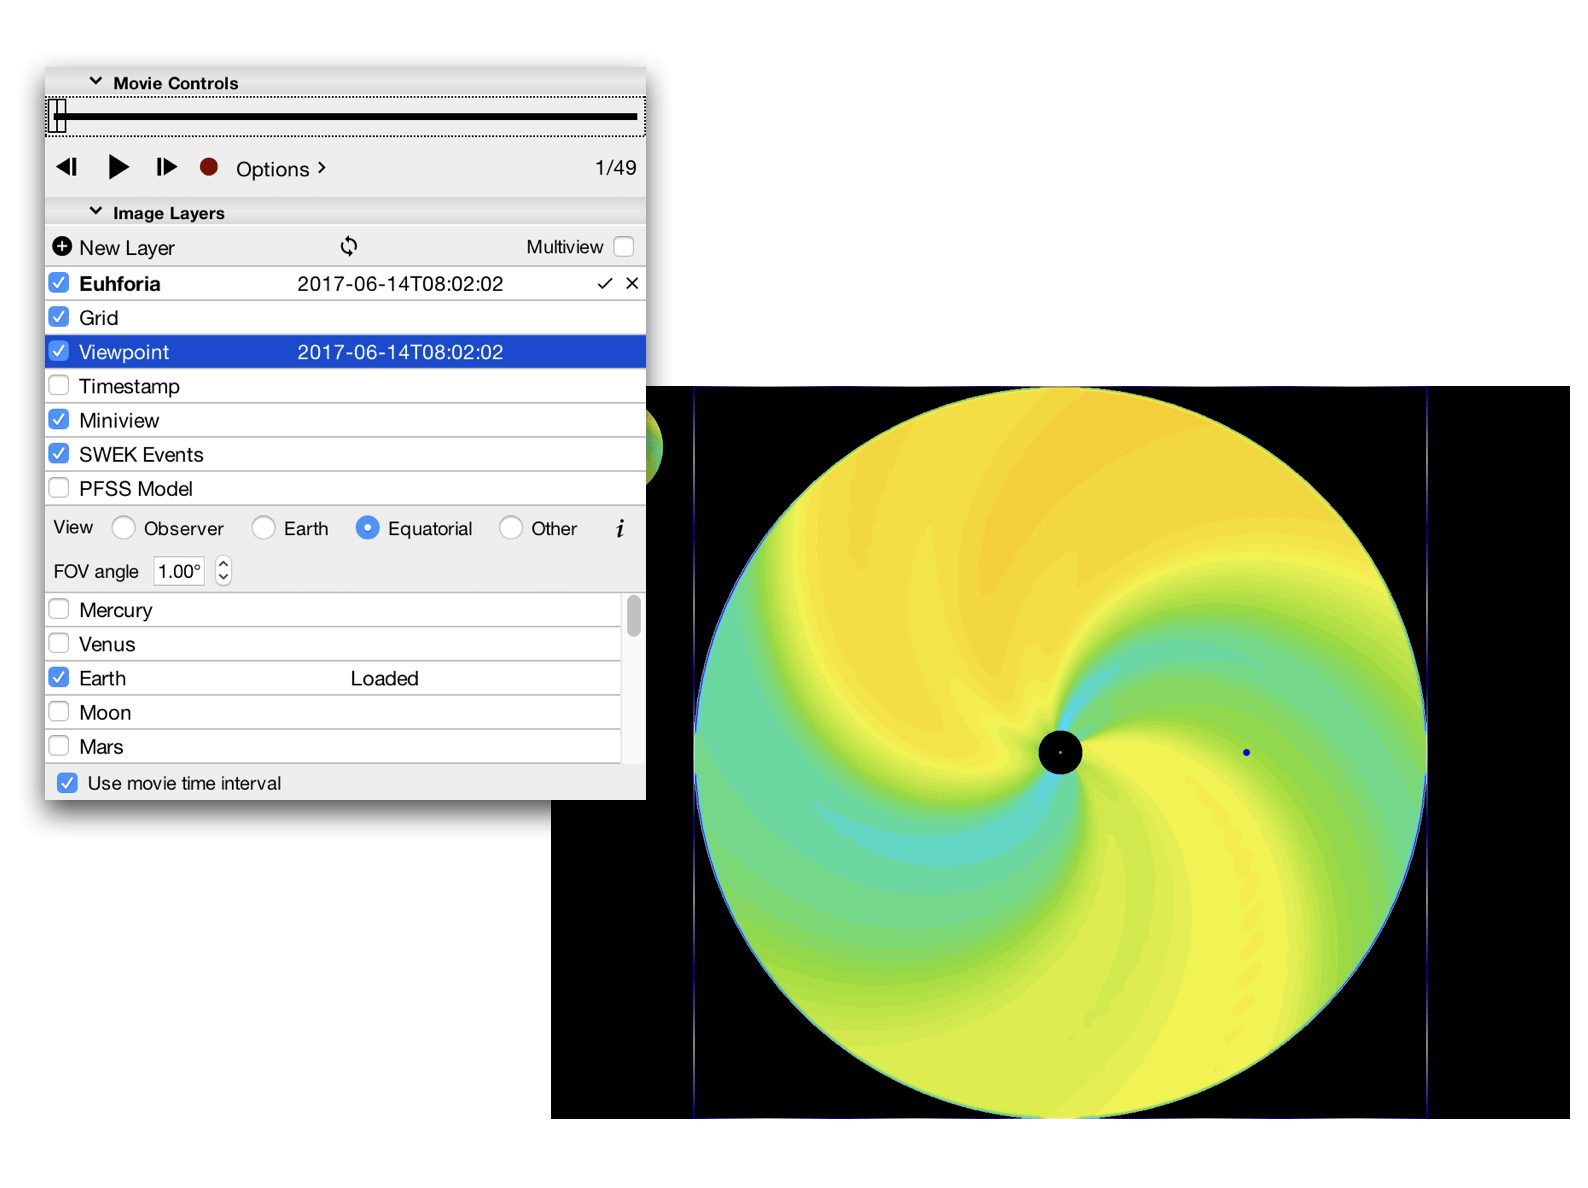 Movie Controls
Options >
1/49
Image Layers
New Layer
Multiview
Euhforia 2017-06-14T08:02:02
Grid
Viewpoint 2017-06-14T08:02:02
Timestamp
Miniview
SWEK Events
PFSS Model
View Observer Earth Equatorial Other i
FOV angle 1.00°
Mercury
Venus
Earth Loaded
Moon
Mars
Use movie time interval